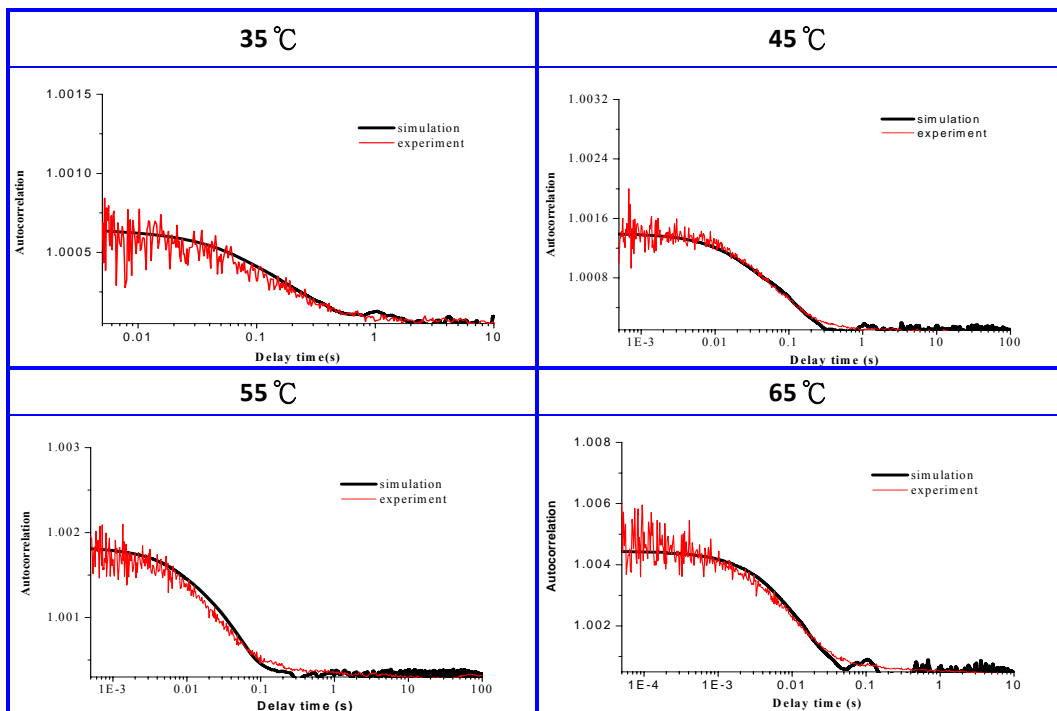 35℃
45℃
1.0015
1.0010
1.0005
Autocorrelation
simulation
experiment
0.01
0.1
1
10
Delay time(s)
1.0032
1.0024
1.0016
1.0008
Autocorrelation
simulation
experiment
1E-3
0.01
0.1
1
10
100
Delay time (s)
55℃
65℃
1.003
1.002
1.001
Autocorrelation
simulation
experiment
1E-3
0.01
0.1
1
10
100
Delay time (s)
1.008
1.006
1.004
1.002
Autocorrelation
simulation
experiment
1E-4
1E-3
0.01
0.1
1
10
Delay time (s)